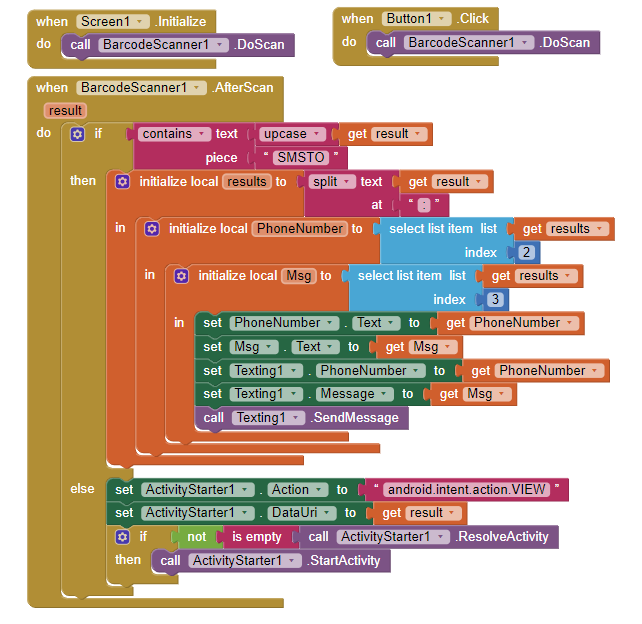 when Screen1 .Initialize
do call BarcodeScanner1 .DoScan
when Button1 .Click
do call BarcodeScanner1 .DoScan
when BarcodeScanner1 .AfterScan
result
do if contains text upcase get result
piece " SMSTO "
then initialize local results to split text get result
at " : "
in initialize local PhoneNumber to select list item list get results
index 2
in initialize local Msg to select list item list get results
index 3
in set PhoneNumber . Text to get PhoneNumber
set Msg . Text to get Msg
set Texting1 . PhoneNumber to get PhoneNumber
set Texting1 . Message to get Msg
call Texting1 .SendMessage
else set ActivityStarter1 . Action to " android.intent.action.VIEW "
set ActivityStarter1 . DataUri to get result
if not is empty call ActivityStarter1 .ResolveActivity
then call ActivityStarter1 .StartActivity